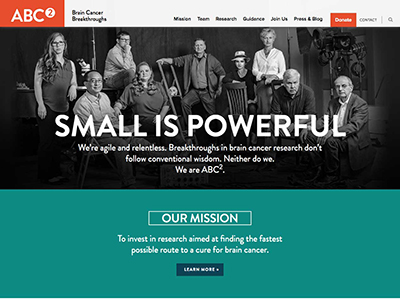 ABC²
Brain Cancer
Breakthroughs
Mission Team Research Guidance Join Us Press & Blog Donate CONTACT
SMALL IS POWERFUL
We're agile and relentless. Breakthroughs in brain cancer research don't
follow conventional wisdom. Neither do we.
We are ABC².
OUR MISSION
To invest in research aimed at finding the fastest
possible route to a cure for brain cancer.
LEARN MORE +